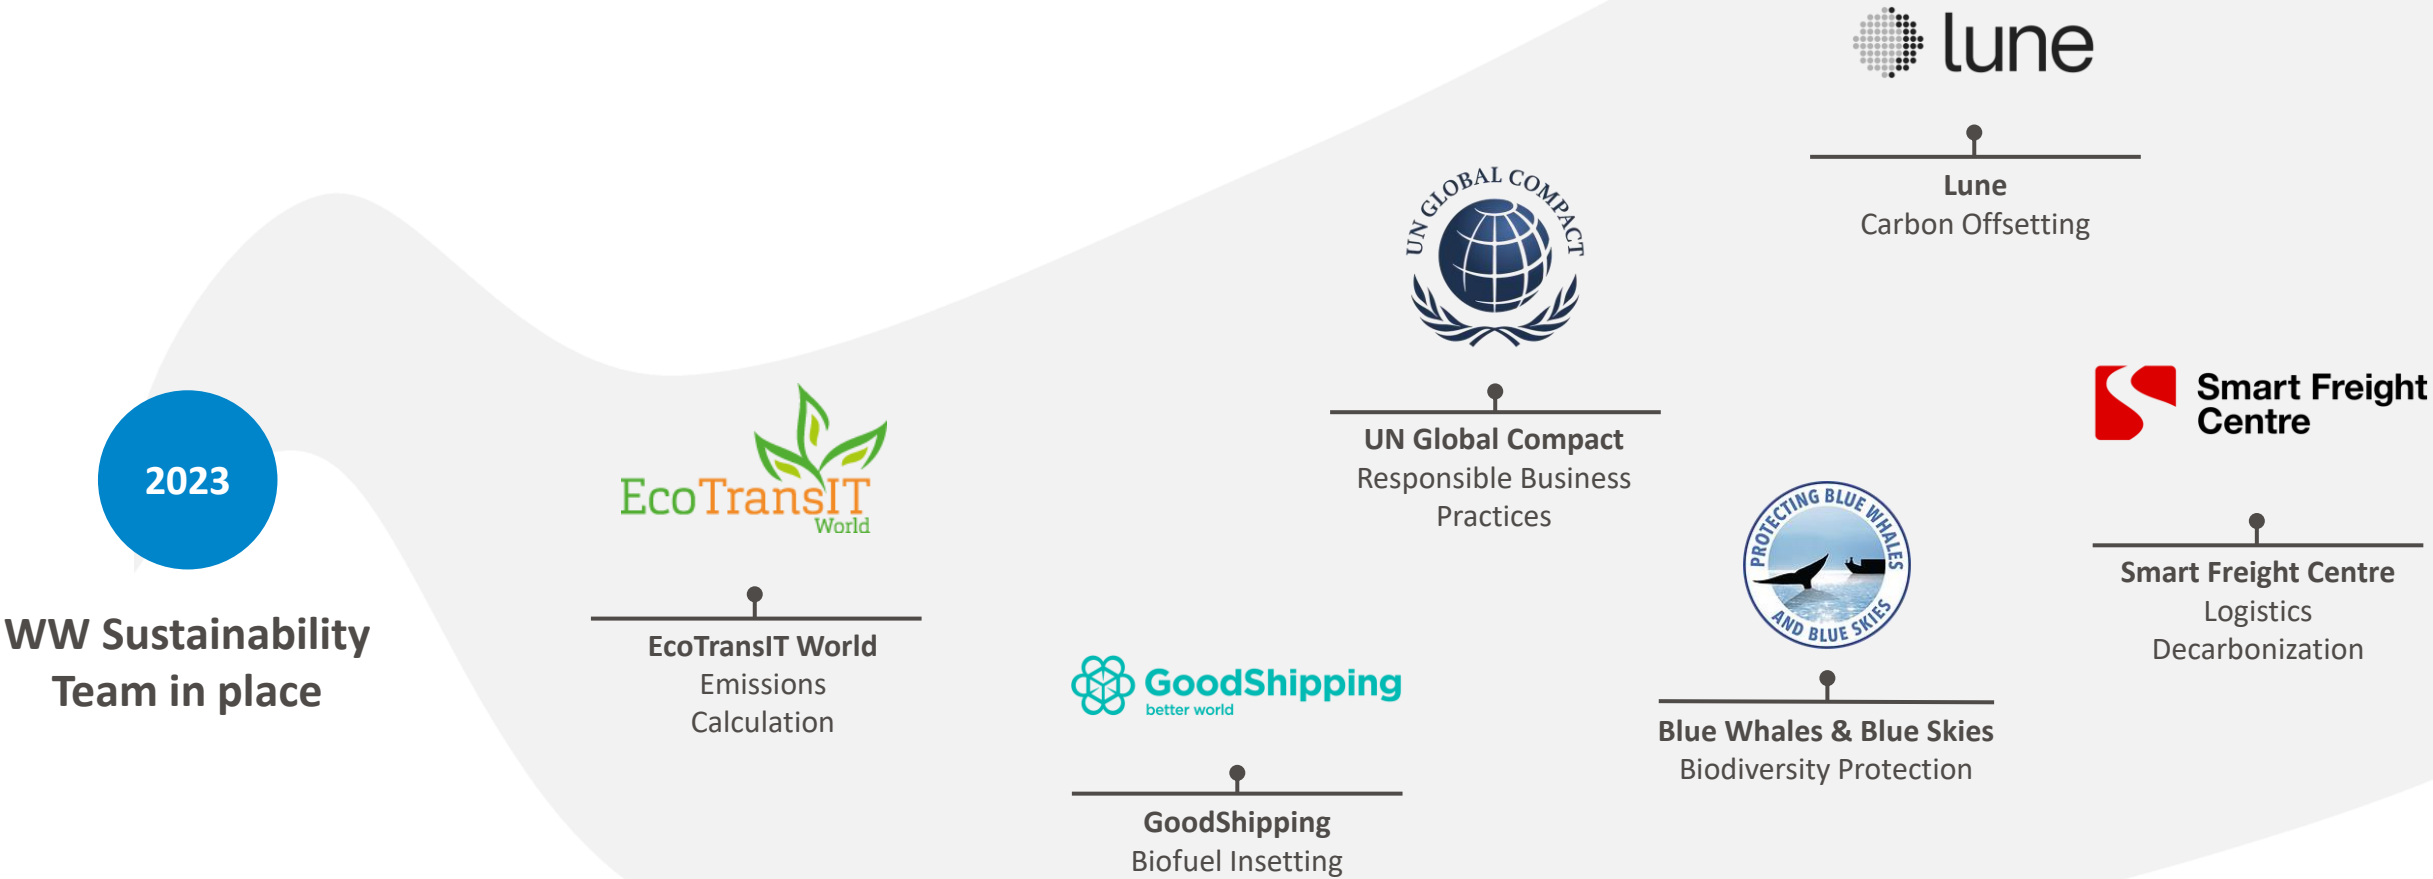 2023
WW Sustainability
Team in place
EcoTransIT
World
EcoTransIT World
Emissions
Calculation
GoodShipping
better world
GoodShipping
Biofuel Insetting
UN GLOBAL COMPACT
UN Global Compact
Responsible Business
Practices
PROTECTING BLUE WHALES
AND BLUE SKIES
Blue Whales & Blue Skies
Biodiversity Protection
lune
Lune
Carbon Offsetting
Smart Freight
Centre
Smart Freight Centre
Logistics
Decarbonization